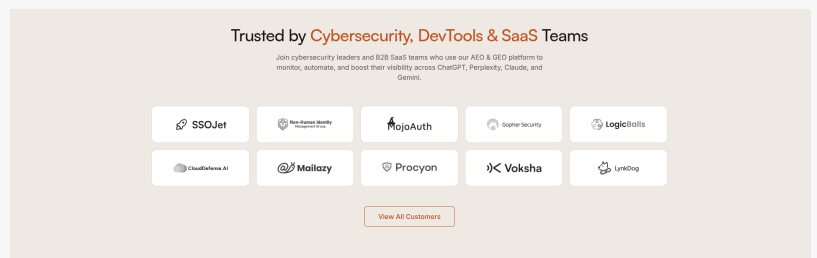 Trusted by Cybersecurity, DevTools & SaaS Teams
Join cybersecurity leaders and B2B SaaS teams who use our AEO & GEO platform to
monitor, automate, and boost their visibility across ChatGPT, Perplexity, Claude, and
Gemini.
SSOJet
Non-Human Identity
Management Group
MojoAuth
Gopher Security
LogicBalls
CloudDefense.AI
Mailazy
Procyon
Voksha
LynkDog
View All Customers